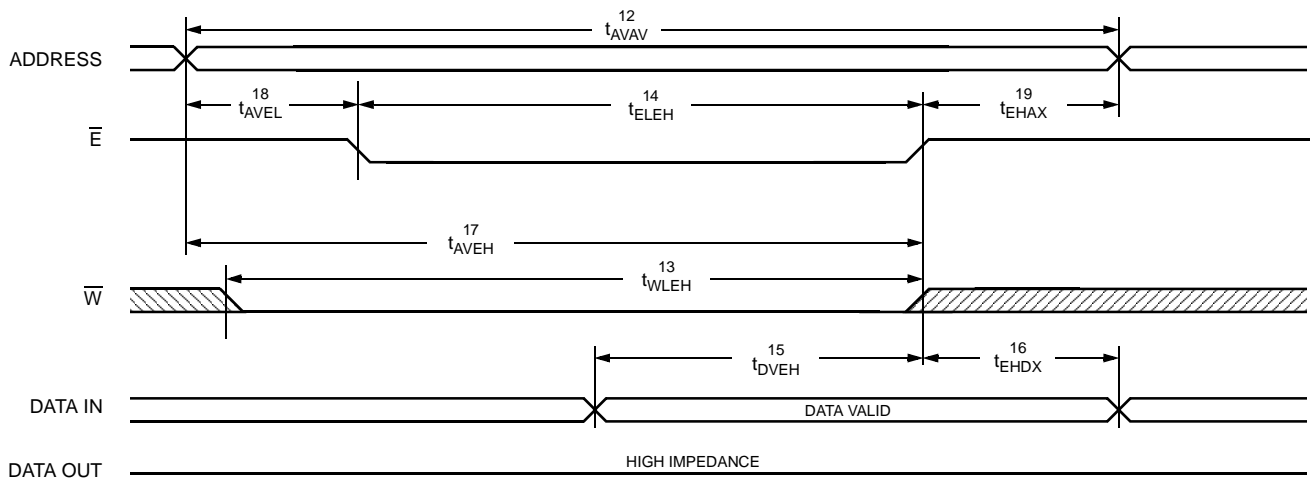 12
tAVAV
ADDRESS
18
tAVEL
14
tELEH
19
tEHAX
E
17
tAVEH
13
tWLEH
W
15
tDVEH
16
tEHDX
DATA IN
DATA VALID
DATA OUT
HIGH IMPEDANCE